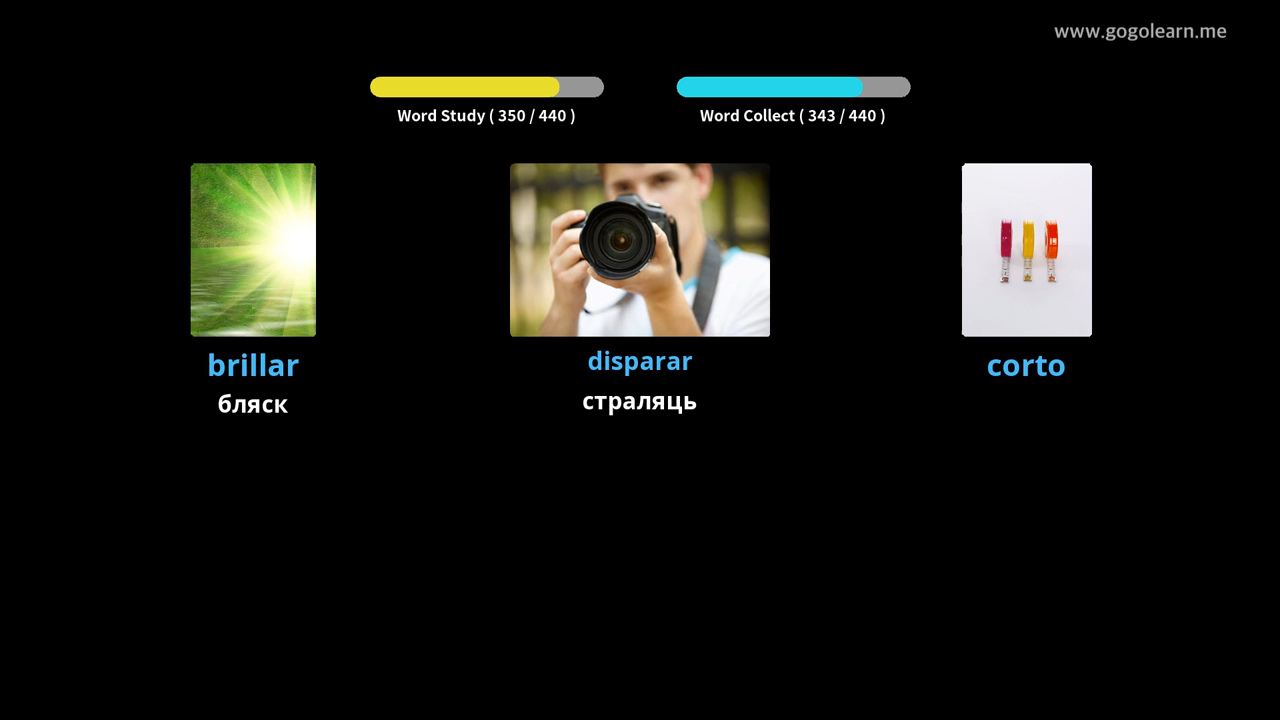 www.gogolearn.me
Word Study ( 350 / 440 )
Word Collect ( 343 / 440 )
brillar
бляск
disparar
страляць
corto